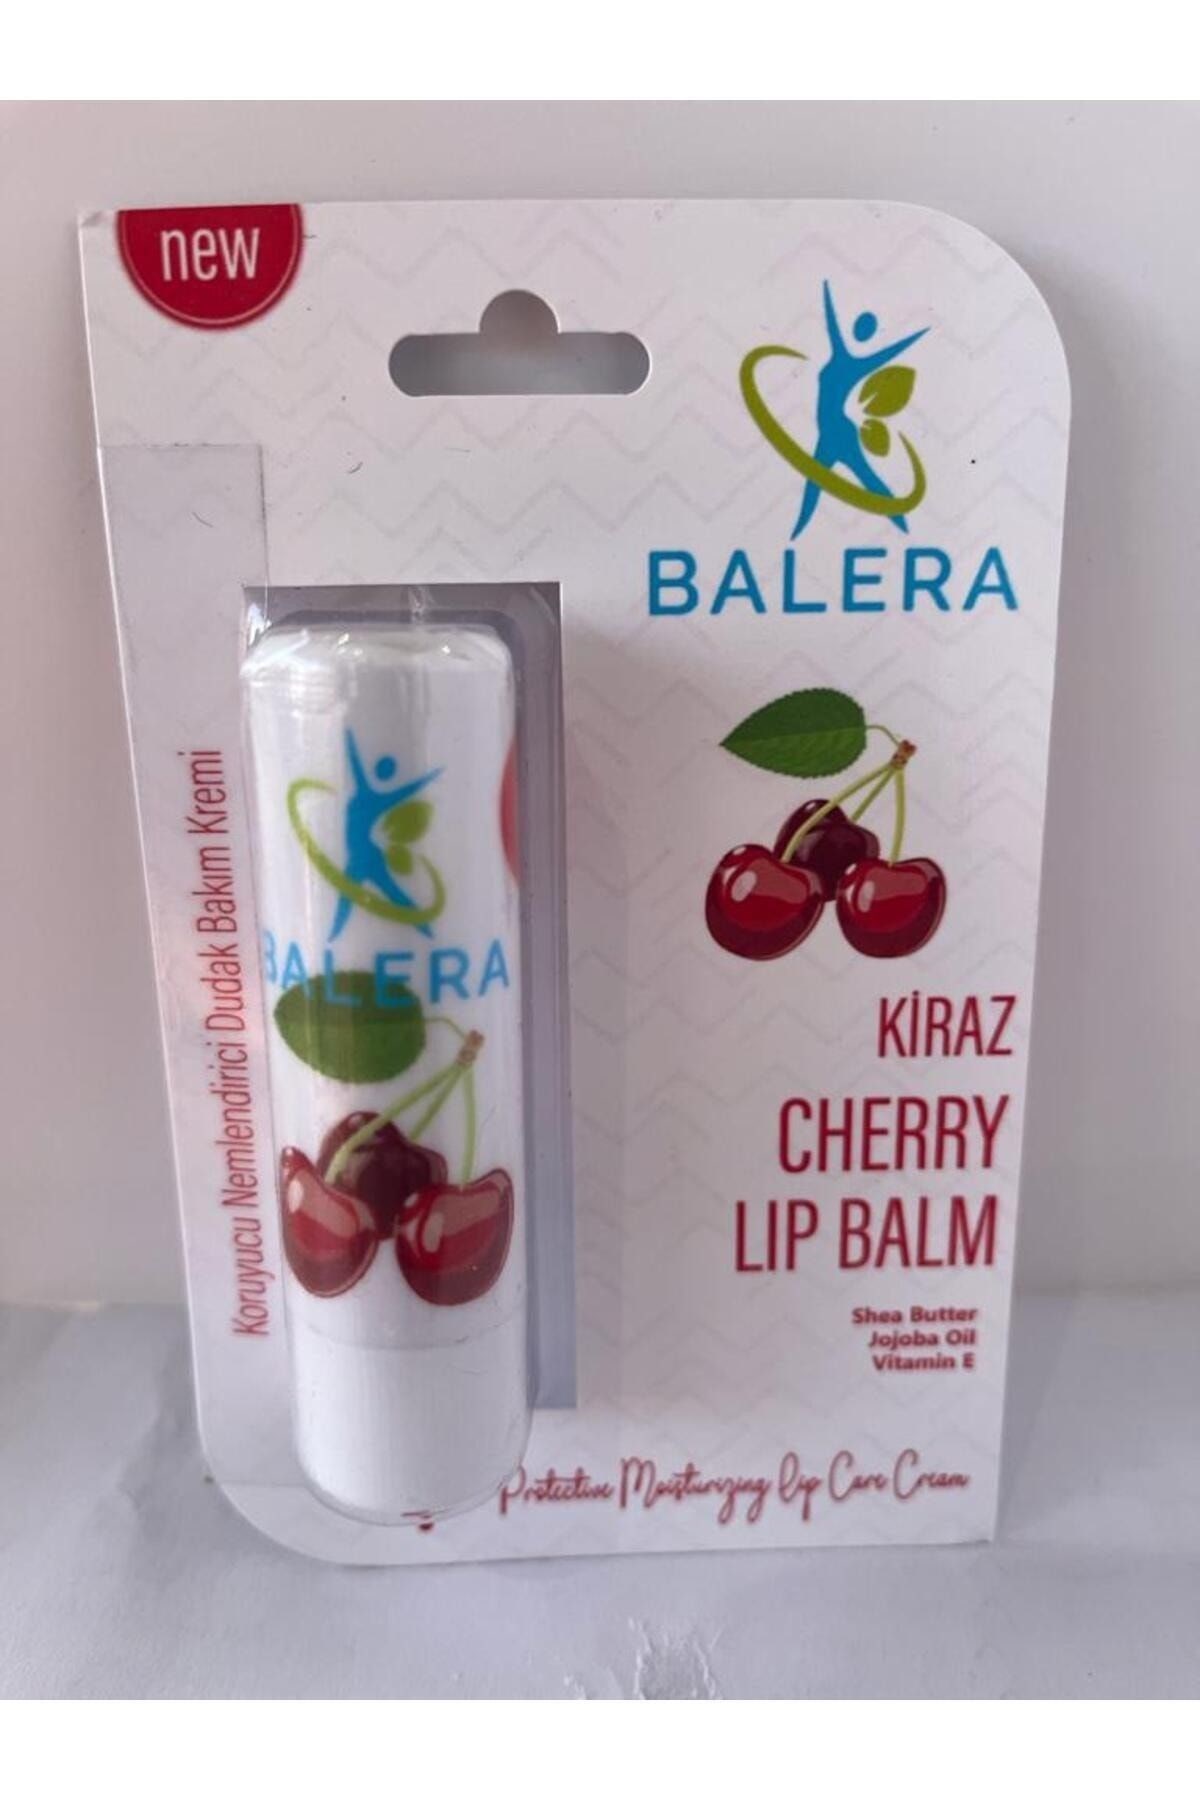 new
BALERA
BALERA
Koruyucu Nemlendirici Dudak Bakım Kremi
KİRAZ
CHERRY
LIP BALM
Shea Butter
Jojoba Oil
Vitamin E
Protective Moisturizing Lip Care Cream